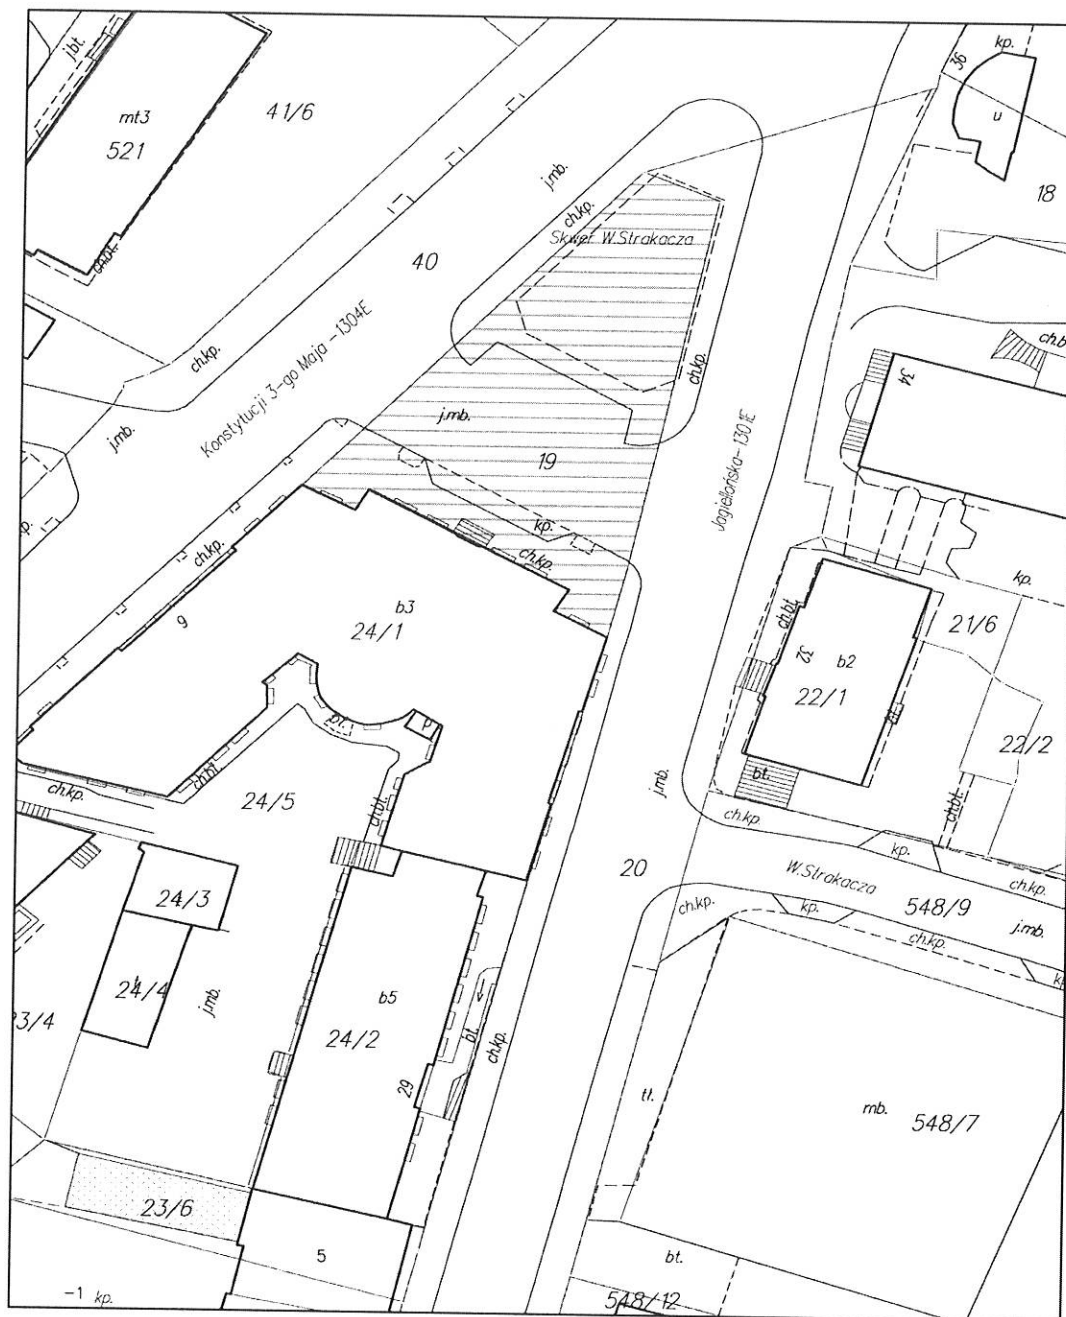 kp.
j.bt.
36
u
mt3
41/6
521
j.mb.
18
ch.kp.
Skwer W.Strakacza
ch.bt.
40
Konstytucji 3-go Maja -1304E
ch.kp.
ch.kp.
34
j.mb.
j.mb.
19
Jagiellońska-1301E
kp.
ch.kp.
ch.kp.
kp.
9
b3
24/1
ch.bt.
21/6
32
b2
22/1
22/2
bt.
ch.bt.
ch.kp.
24/5
ch.bt.
j.mb.
bt.
ch.bt.
ch.kp.
kp.
20
W.Strakacza
ch.kp.
24/3
ch.kp.
kp.
548/9
ch.kp.
j.mb.
24/4
j.mb.
b5
24/2
bt.
ch.kp.
29
tl.
mb.
548/7
23/6
5
bt.
-1 kp.
548/12